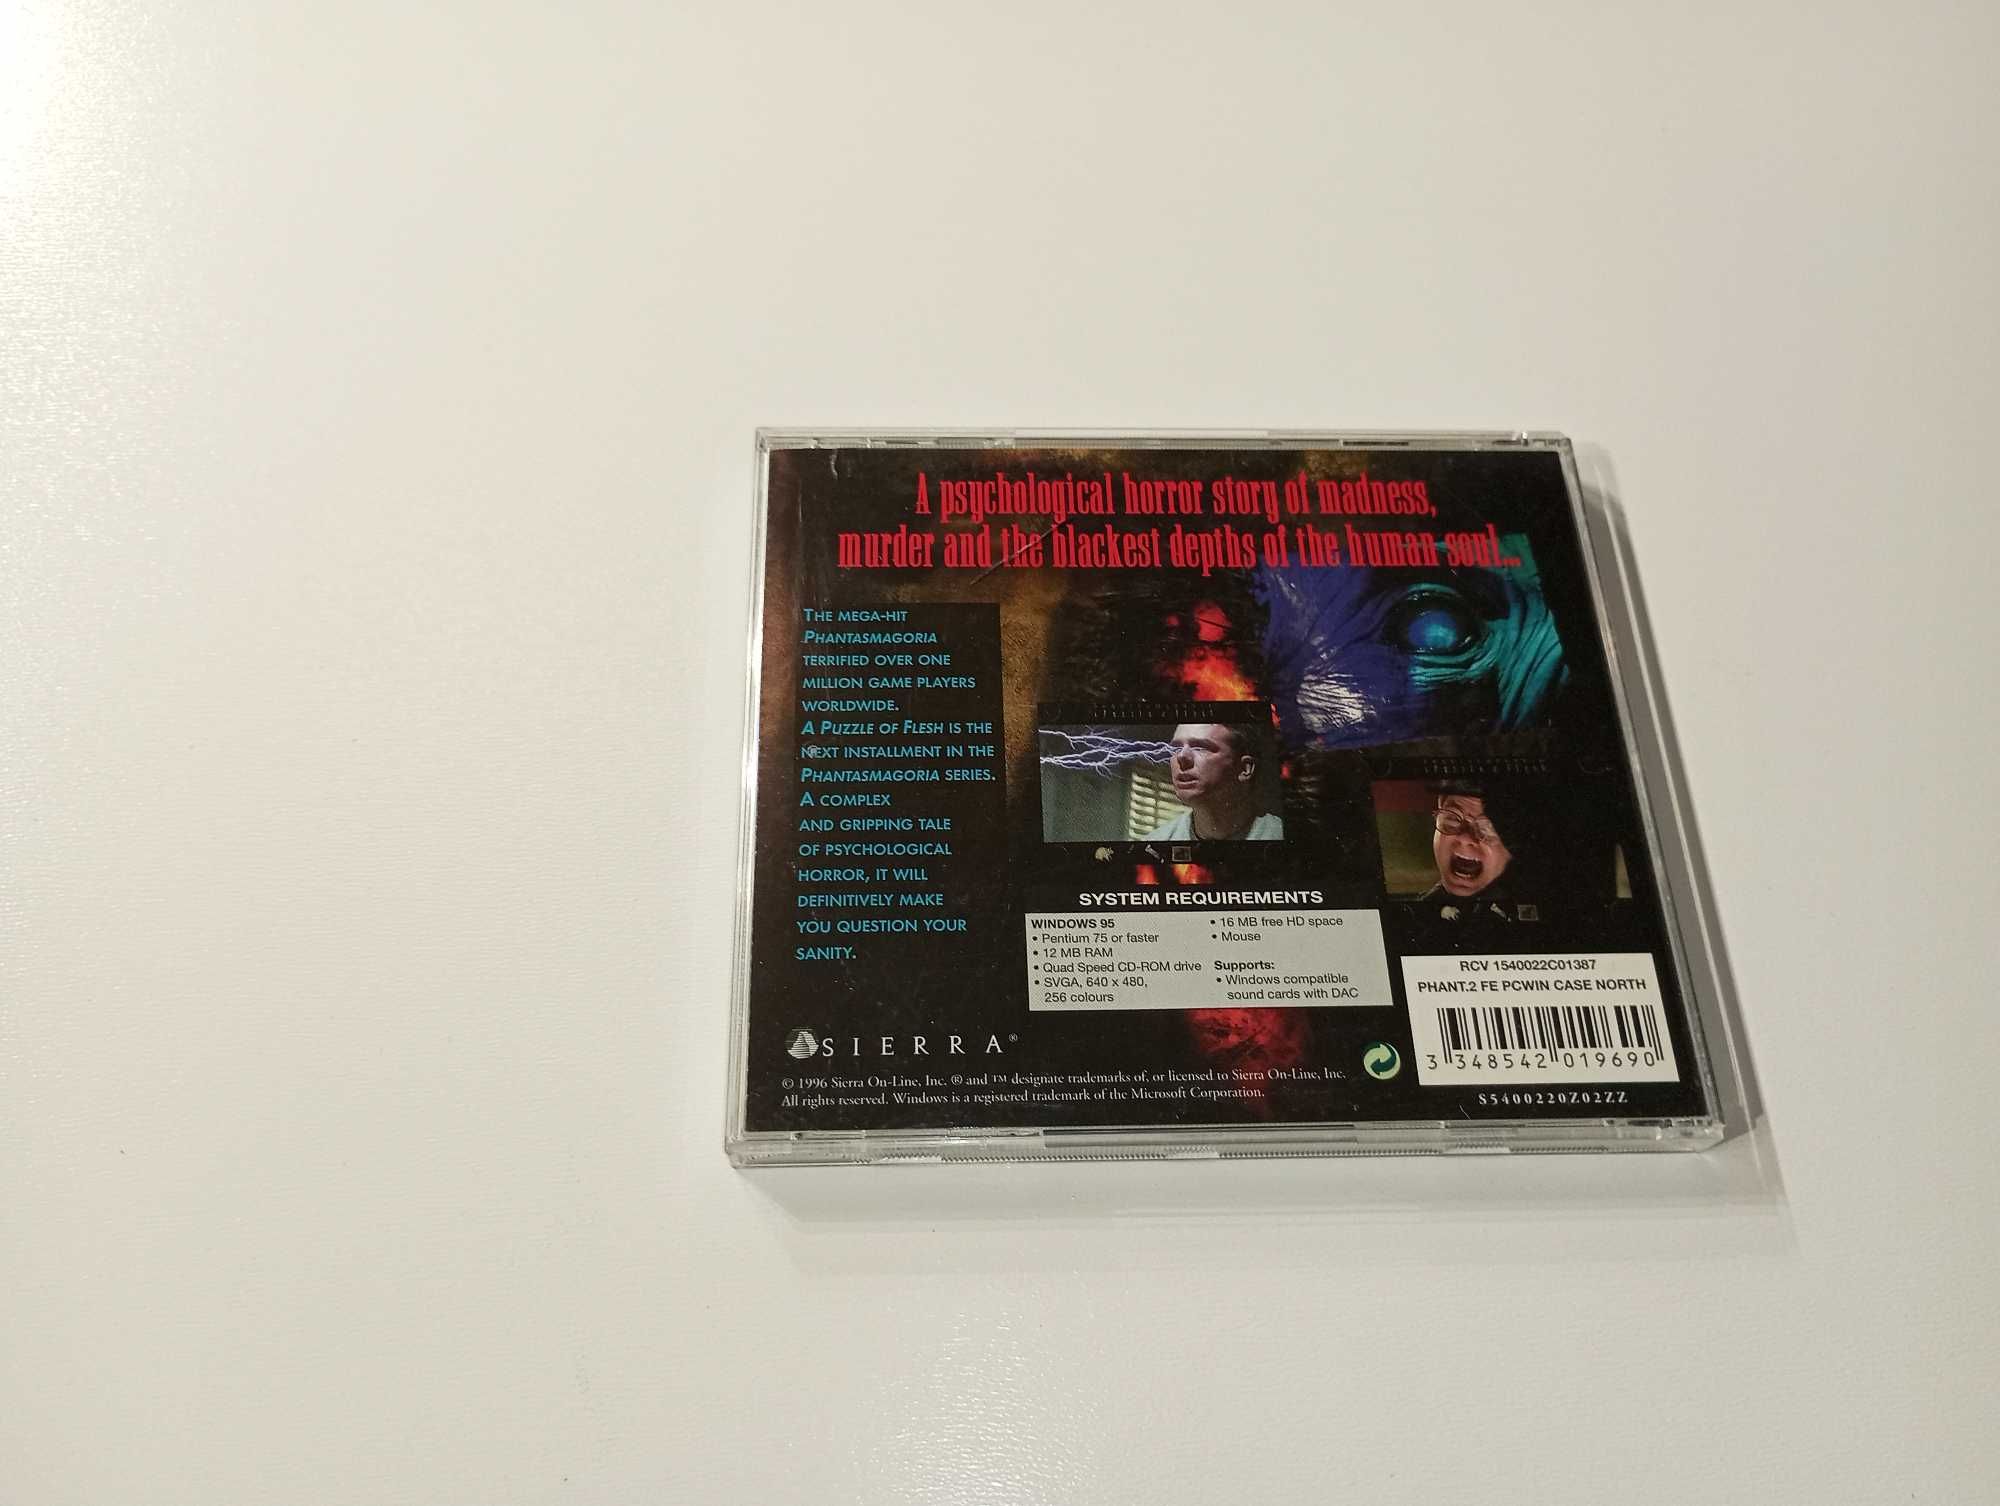 A psychological horror story of madness,
murder and the blackest depths of the human soul...
THE MEGA-HIT
PHANTASMAGORIA
TERRIFIED OVER ONE
MILLION GAME PLAYERS
WORLDWIDE.
A PUZZLE OF FLESH IS THE
NEXT INSTALLMENT IN THE
PHANTASMAGORIA SERIES.
A COMPLEX
AND GRIPPING TALE
OF PSYCHOLOGICAL
HORROR, IT WILL
DEFINITIVELY MAKE
YOU QUESTION YOUR
SANITY.
SYSTEM REQUIREMENTS
WINDOWS 95
• Pentium 75 or faster
• 12 MB RAM
• Quad Speed CD-ROM drive
• SVGA, 640 x 480,
256 colours
• 16 MB free HD space
• Mouse
Supports:
• Windows compatible
sound cards with DAC
RCV 1540022C01387
PHANT.2 FE PCWIN CASE NORTH
3 348542 019690
S5400220Z02ZZ
SIERRA®
© 1996 Sierra On-Line, Inc. ® and ™ designate trademarks of, or licensed to Sierra On-Line, Inc.
All rights reserved. Windows is a registered trademark of the Microsoft Corporation.